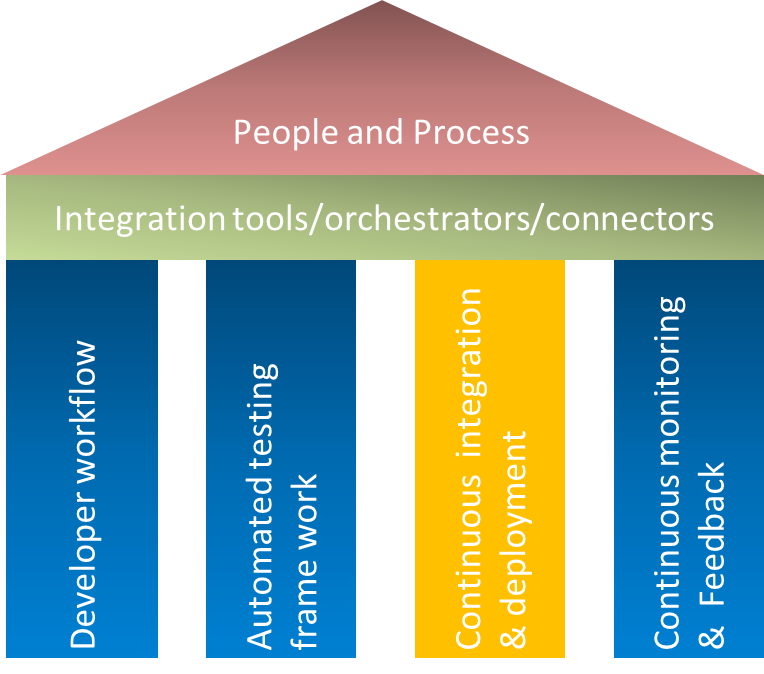 People and Process
Integration tools/orchestrators/connectors
Developer workflow
Automated testing
frame work
Continuous integration
& deployment
Continuous monitoring
& Feedback